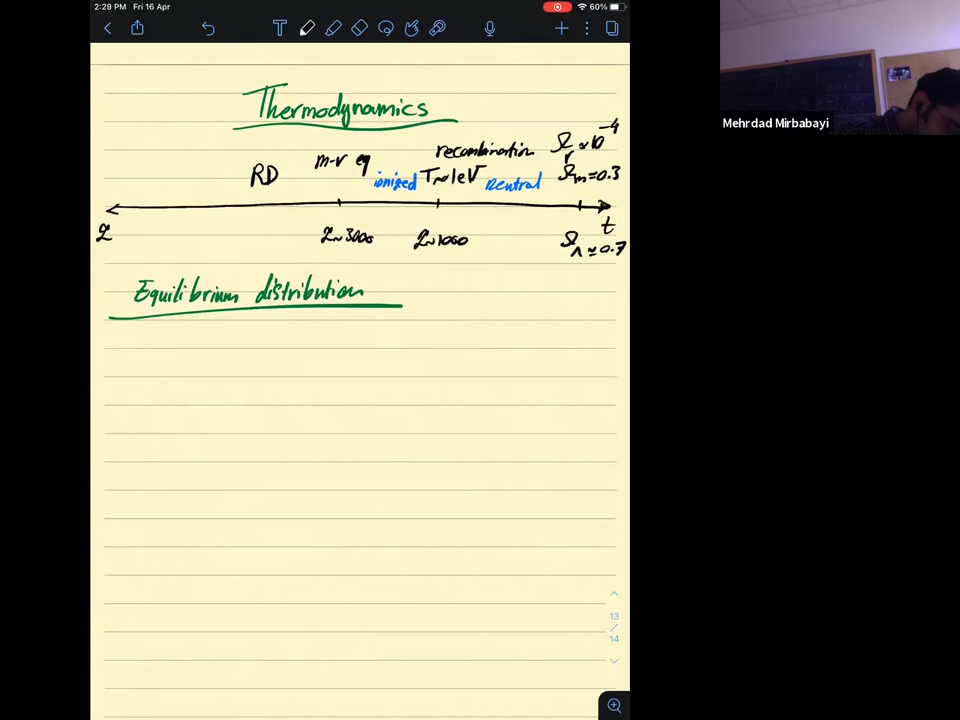 2:29 PM Fri 16 Apr
60%
T
Thermodynamics
RD m-r eq recombination Ωr ≃ 10^-4
ionized T~1eV neutral Ωm = 0.3
z z~3000 z~1000 t
ΩΛ ≃ 0.7
Equilibrium distribution
13
/
14
Mehrdad Mirbabayi